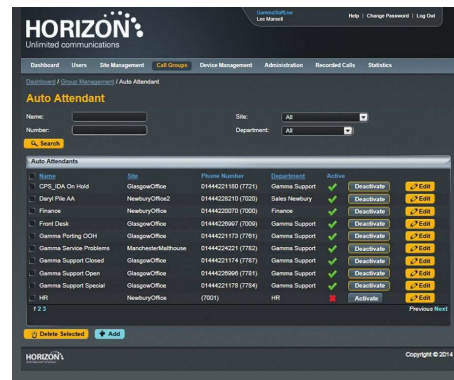 GammaStaffLive
Lee Mansell
Help | Change Password | Log Out
HORIZON
Unlimited communications
Dashboard Users Site Management Call Groups Device Management Administration Recorded Calls Statistics
Dashboard / Group Management / Auto Attendant
Auto Attendant
Name: Site: All
Number: Department: All
Search
Auto Attendants
Name Site Phone Number Department Active
CPS_IDA On Hold GlasgowOffice 01444221180 (7721) Gamma Support Deactivate Edit
Daryl Pile AA NewburyOffice2 01444228210 (7020) Sales Newbury Deactivate Edit
Finance NewburyOffice 01444220070 (7000) Finance Deactivate Edit
Front Desk GlasgowOffice 01444226997 (7009) Gamma Support Deactivate Edit
Gamma Porting OOH GlasgowOffice 01444221173 (7761) Gamma Support Deactivate Edit
Gamma Service Problems ManchesterMalthouse 01444224221 (7782) Gamma Support Deactivate Edit
Gamma Support Closed GlasgowOffice 01444221174 (7787) Gamma Support Deactivate Edit
Gamma Support Open GlasgowOffice 01444226996 (7781) Gamma Support Deactivate Edit
Gamma Support Special GlasgowOffice 01444221178 (7784) Gamma Support Deactivate Edit
HR NewburyOffice (7001) HR Activate Edit
1 2 3 Previous Next
Delete Selected Add
HORIZON
Copyright © 2014